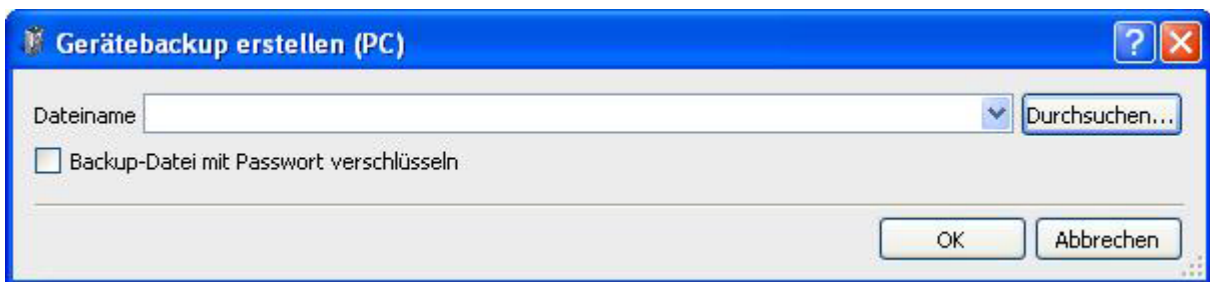 Gerätebackup erstellen (PC)
?
Dateiname
Durchsuchen...
Backup-Datei mit Passwort verschlüsseln
OK
Abbrechen